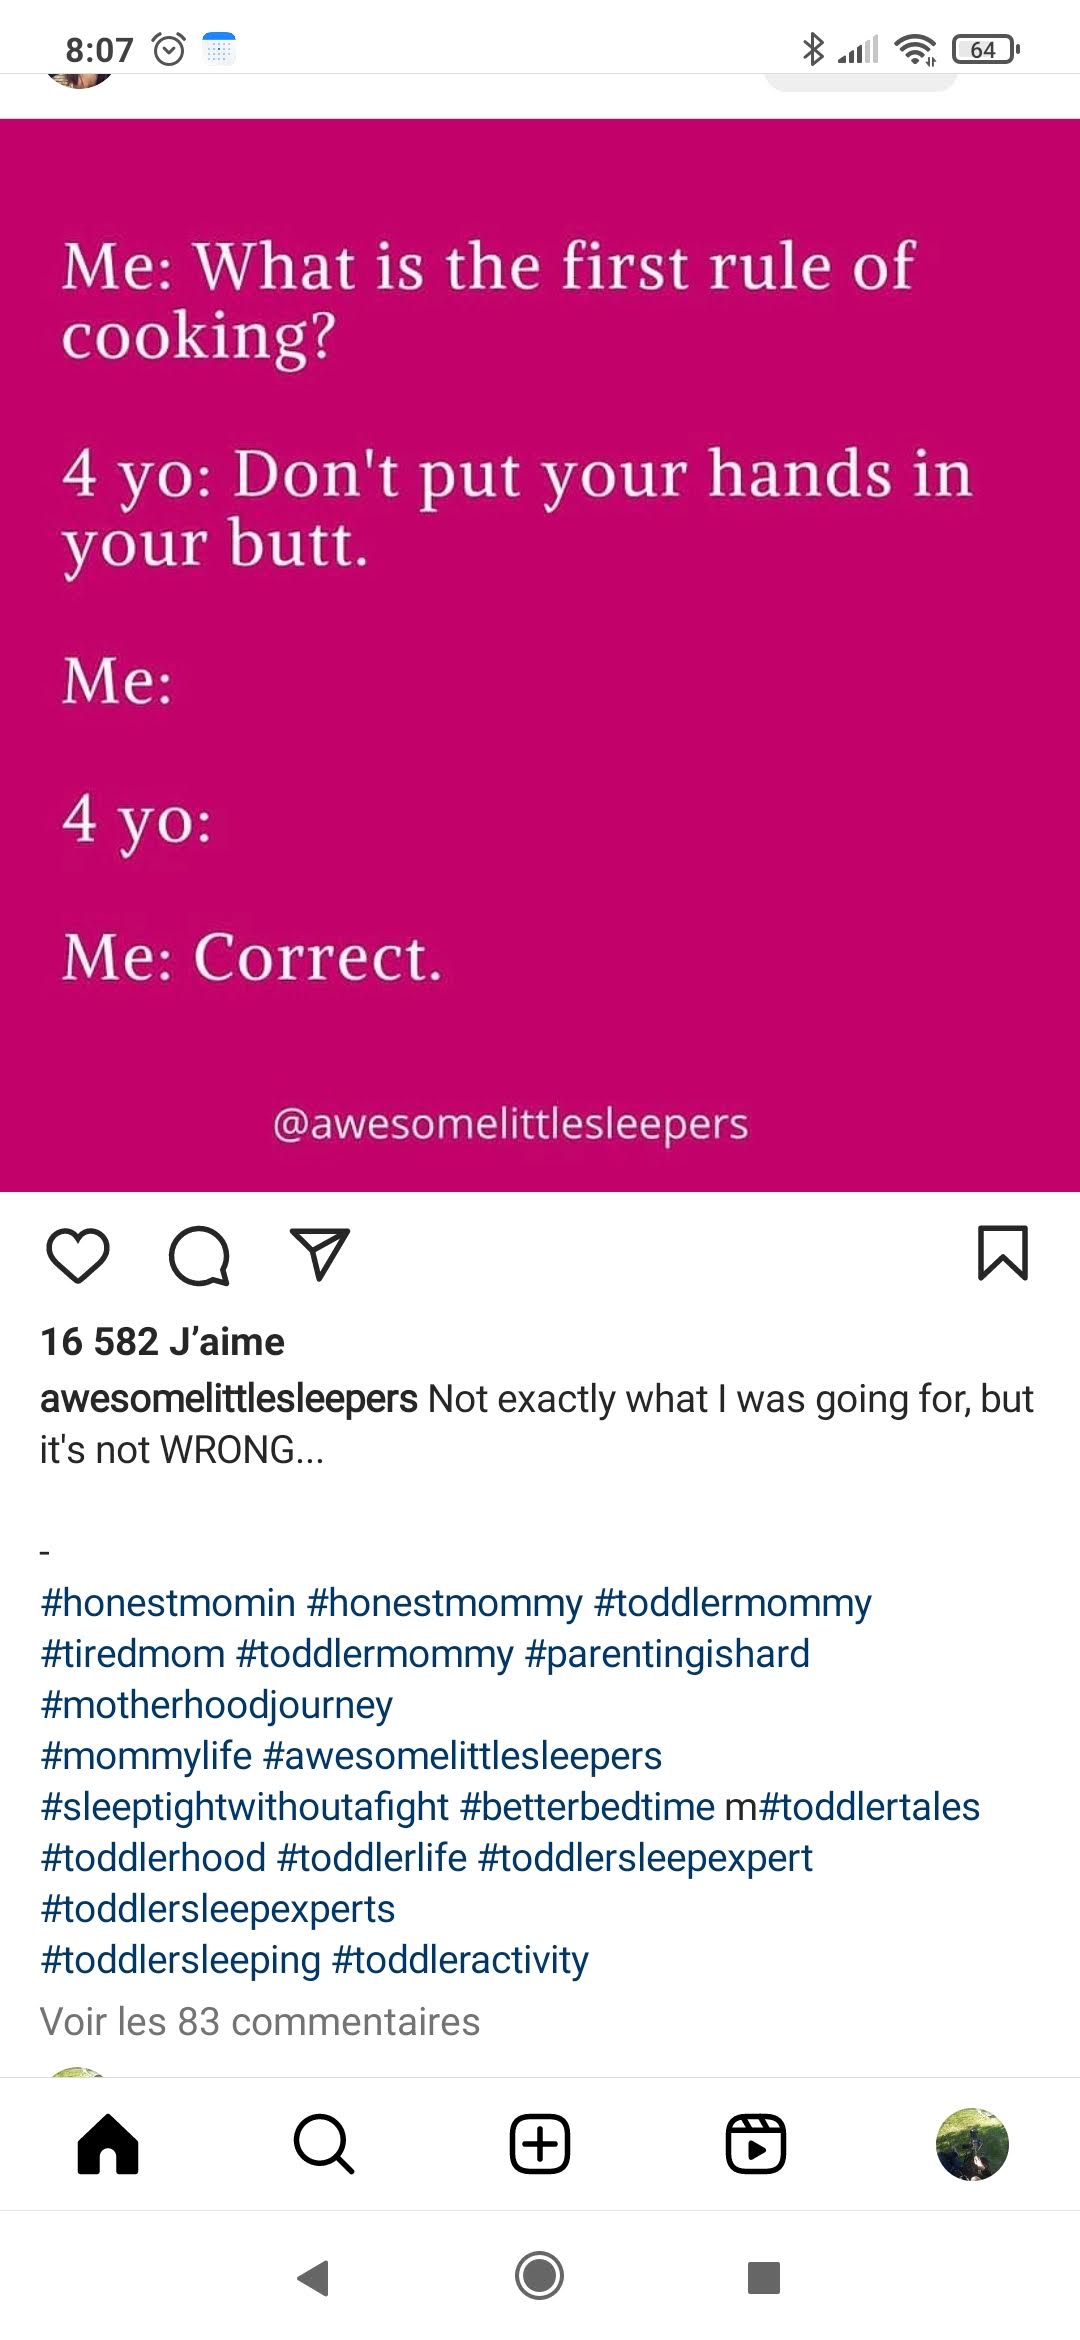 8:07
64
Me: What is the first rule of
cooking?
4 yo: Don't put your hands in
your butt.
Me:
4 yo:
Me: Correct.
@awesomelittlesleepers
16 582 J’aime
awesomelittlesleepers Not exactly what I was going for, but
it's not WRONG...
-
#honestmomin #honestmommy #toddlermommy
#tiredmom #toddlermommy #parentingishard
#motherhoodjourney
#mommylife #awesomelittlesleepers
#sleeptightwithoutafight #betterbedtime m#toddlertales
#toddlerhood #toddlerlife #toddlersleepexpert
#toddlersleepexperts
#toddlersleeping #toddleractivity
Voir les 83 commentaires